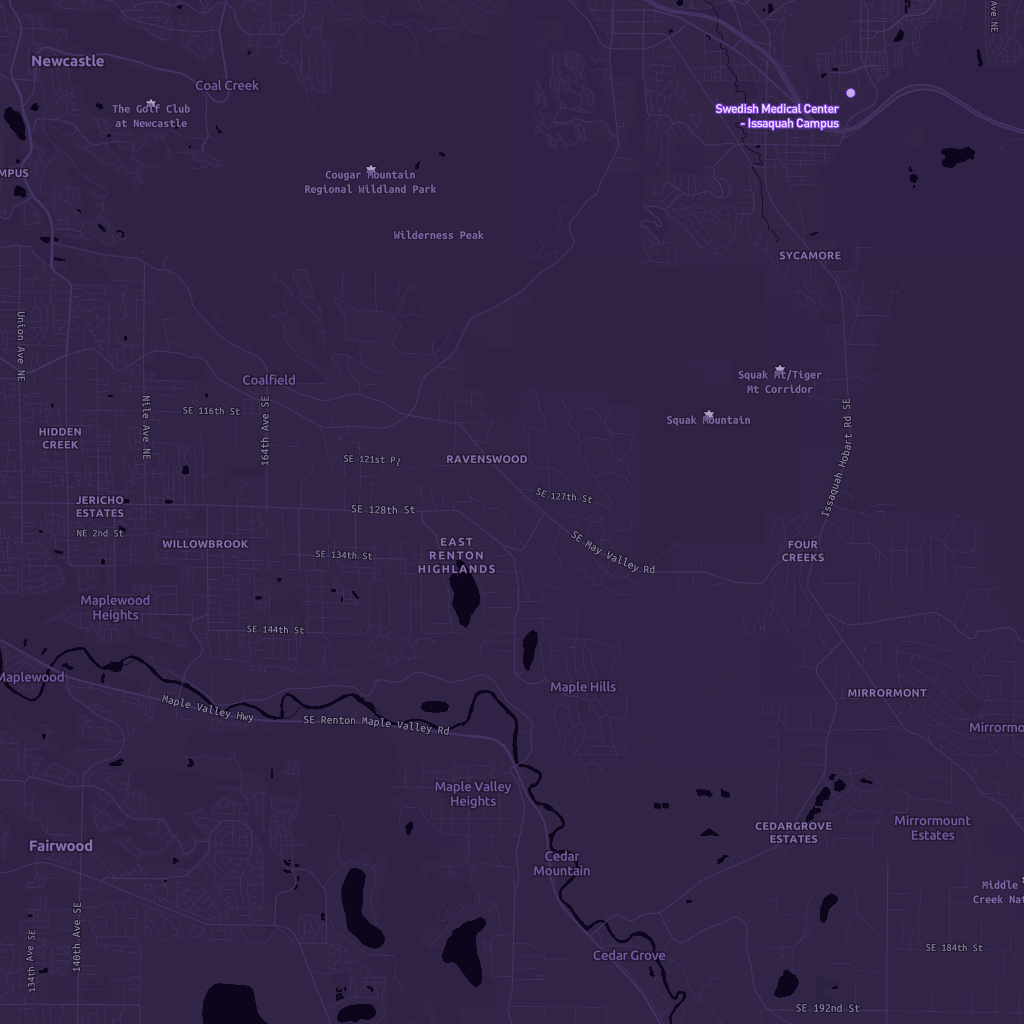 Ave NE
Newcastle
Coal Creek
The Golf Club
at Newcastle
Swedish Medical Center
- Issaquah Campus
MPUS
Cougar Mountain
Regional Wildland Park
Wilderness Peak
SYCAMORE
Union Ave NE
Coalfield
Squak Mt/Tiger
Mt Corridor
Nile Ave NE
SE 116th St
164th Ave SE
Squak Mountain
HIDDEN
CREEK
RAVENSWOOD
SE 121st Pl
Issaquah Hobart Rd SE
SE 127th St
JERICHO
ESTATES
SE 128th St
NE 2nd St
WILLOWBROOK
SE 134th St
EAST
RENTON
HIGHLANDS
SE May Valley Rd
FOUR
CREEKS
Maplewood
Heights
SE 144th St
Maplewood
Maple Hills
MIRRORMONT
Maple Valley Hwy
SE Renton Maple Valley Rd
Mirrormo
Maple Valley
Heights
CEDARGROVE
ESTATES
Mirrormount
Estates
Fairwood
Cedar
Mountain
Middle
Creek Nat
134th Ave SE
140th Ave SE
Cedar Grove
SE 184th St
SE 192nd St